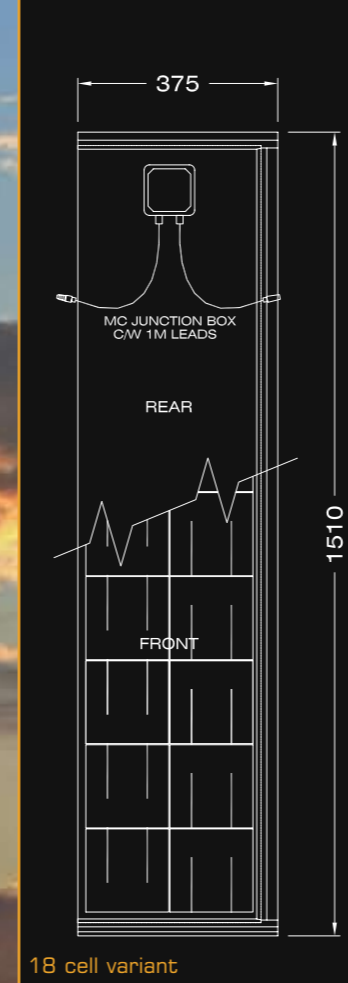 375
MC JUNCTION BOX
C/W 1M LEADS
REAR
1510
FRONT
18 cell variant